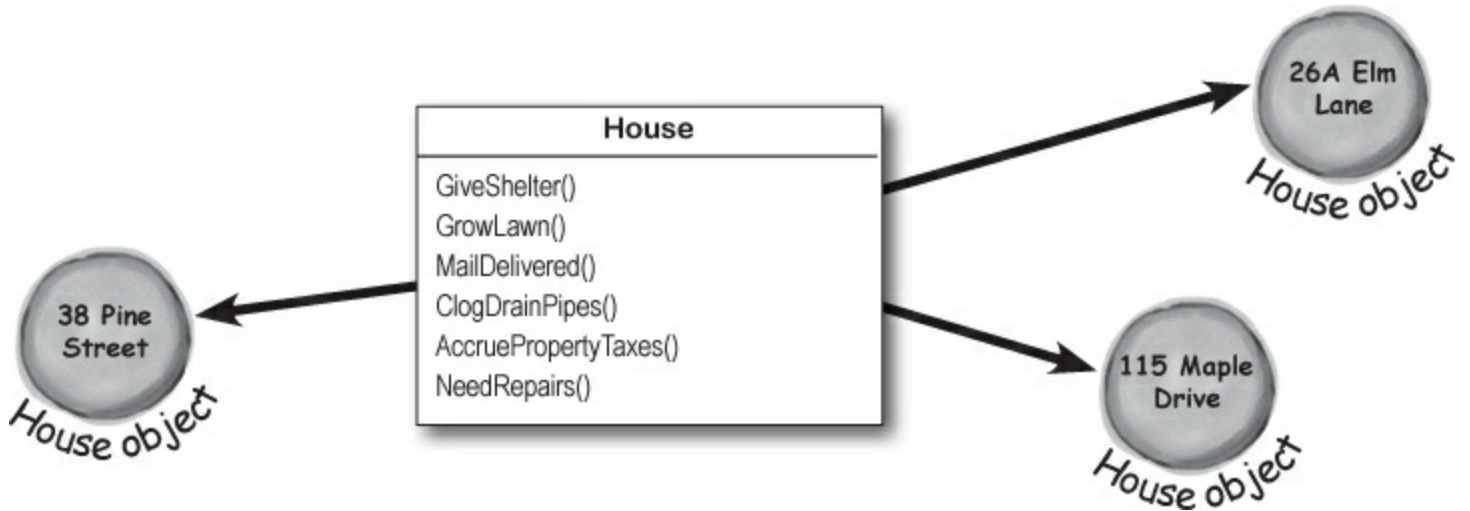 House
GiveShelter()
GrowLawn()
MailDelivered()
ClogDrainPipes()
AccruePropertyTaxes()
NeedRepairs()
38 Pine
Street
House object
26A Elm
Lane
House object
115 Maple
Drive
House object